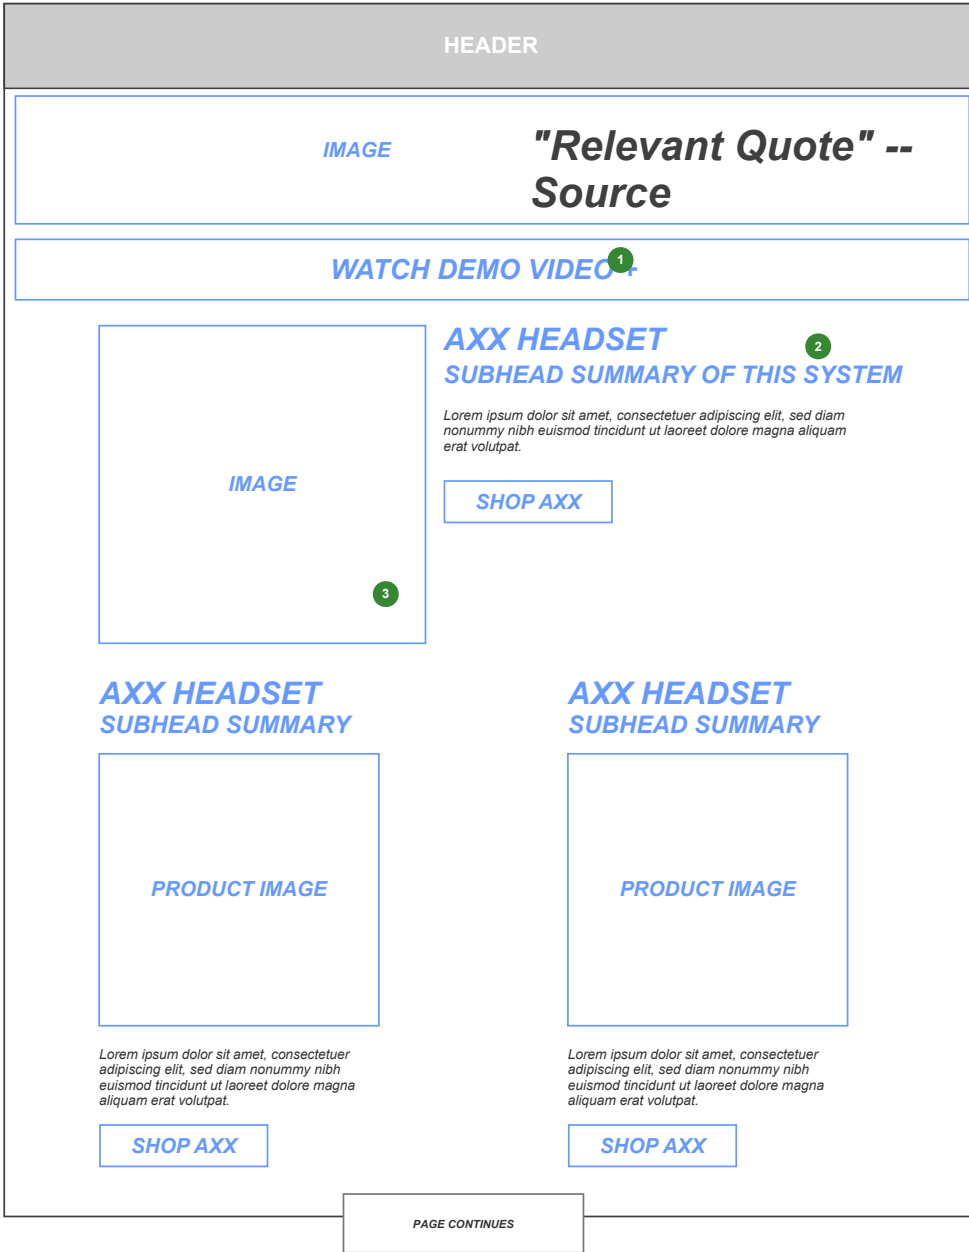 HEADER
IMAGE
"Relevant Quote" --
Source
WATCH DEMO VIDEO +
1
AXX HEADSET
2
SUBHEAD SUMMARY OF THIS SYSTEM
Lorem ipsum dolor sit amet, consectetuer adipiscing elit, sed diam
nonummy nibh euismod tincidunt ut laoreet dolore magna aliquam
erat volutpat.
IMAGE
SHOP AXX
3
AXX HEADSET
SUBHEAD SUMMARY
PRODUCT IMAGE
Lorem ipsum dolor sit amet, consectetuer
adipiscing elit, sed diam nonummy nibh
euismod tincidunt ut laoreet dolore magna
aliquam erat volutpat.
SHOP AXX
AXX HEADSET
SUBHEAD SUMMARY
PRODUCT IMAGE
Lorem ipsum dolor sit amet, consectetuer
adipiscing elit, sed diam nonummy nibh
euismod tincidunt ut laoreet dolore magna
aliquam erat volutpat.
SHOP AXX
PAGE CONTINUES